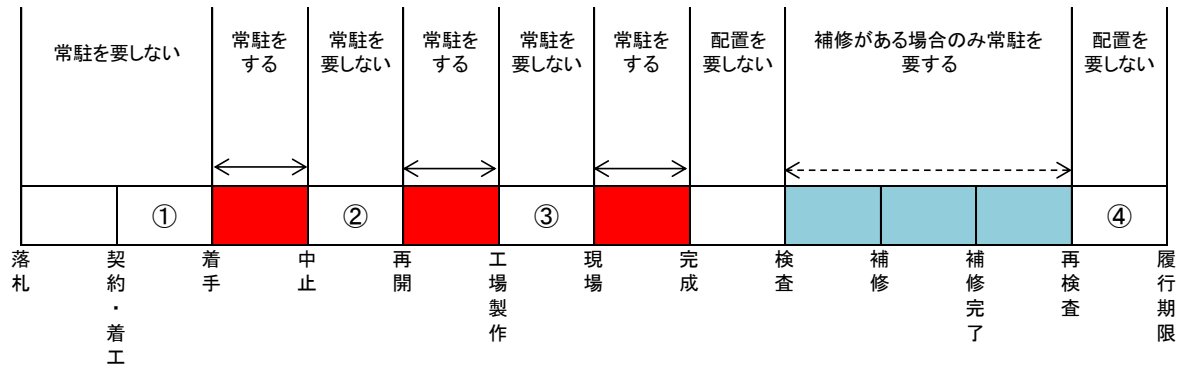 常駐を要しない
常駐を
する
常駐を
要しない
常駐を
する
常駐を
要しない
常駐を
する
配置を
要しない
補修がある場合のみ常駐を
要する
配置を
要しない
①
②
③
④
落札
契約・着工
着手
中止
再開
工場製作
現場
完成
検査
補修
補修完了
再検査
履行期限